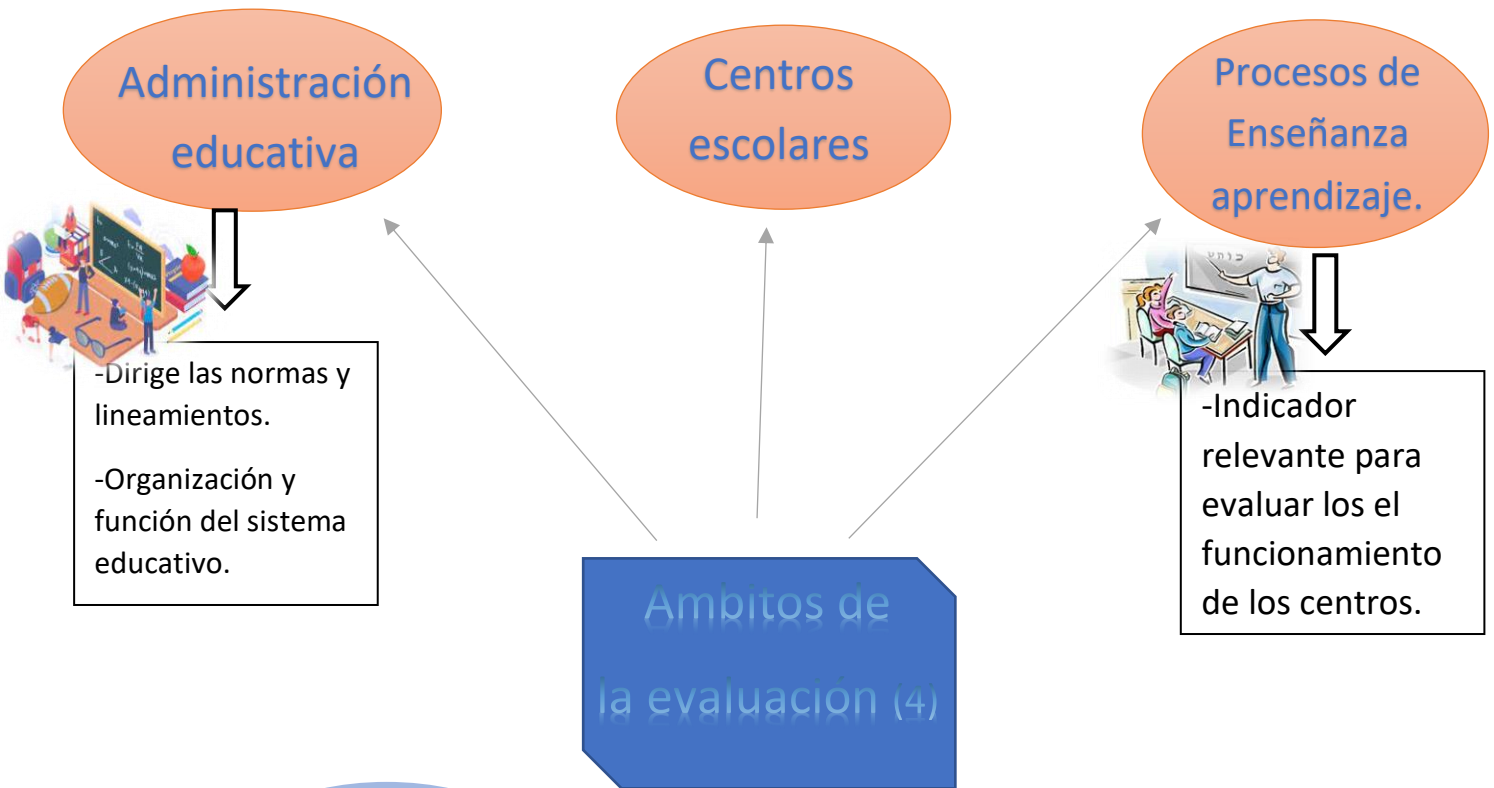 Administración
educativa
Centros
escolares
Procesos de
Enseñanza
aprendizaje.
-Dirige las normas y
lineamientos.
-Organización y
función del sistema
educativo.
-Indicador
relevante para
evaluar los el
funcionamiento
de los centros.
Ambitos de
la evaluación (4)